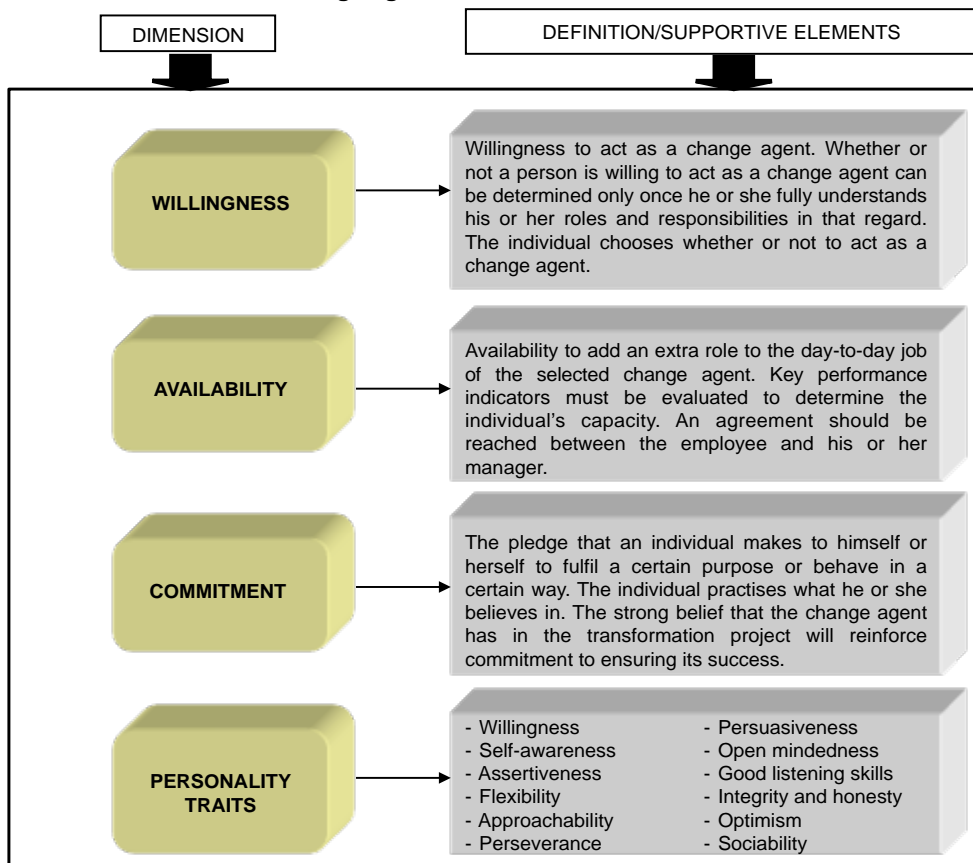 DIMENSION
DEFINITION/SUPPORTIVE ELEMENTS
WILLINGNESS
Willingness to act as a change agent. Whether or
not a person is willing to act as a change agent can
be determined only once he or she fully understands
his or her roles and responsibilities in that regard.
The individual chooses whether or not to act as a
change agent.
AVAILABILITY
Availability to add an extra role to the day-to-day job
of the selected change agent. Key performance
indicators must be evaluated to determine the
individual's capacity. An agreement should be
reached between the employee and his or her
manager.
COMMITMENT
The pledge that an individual makes to himself or
herself to fulfil a certain purpose or behave in a
certain way. The individual practises what he or she
believes in. The strong belief that the change agent
has in the transformation project will reinforce
commitment to ensuring its success.
PERSONALITY
TRAITS
- Willingness
- Self-awareness
- Assertiveness
- Flexibility
- Approachability
- Perseverance
- Persuasiveness
- Open mindedness
- Good listening skills
- Integrity and honesty
- Optimism
- Sociability